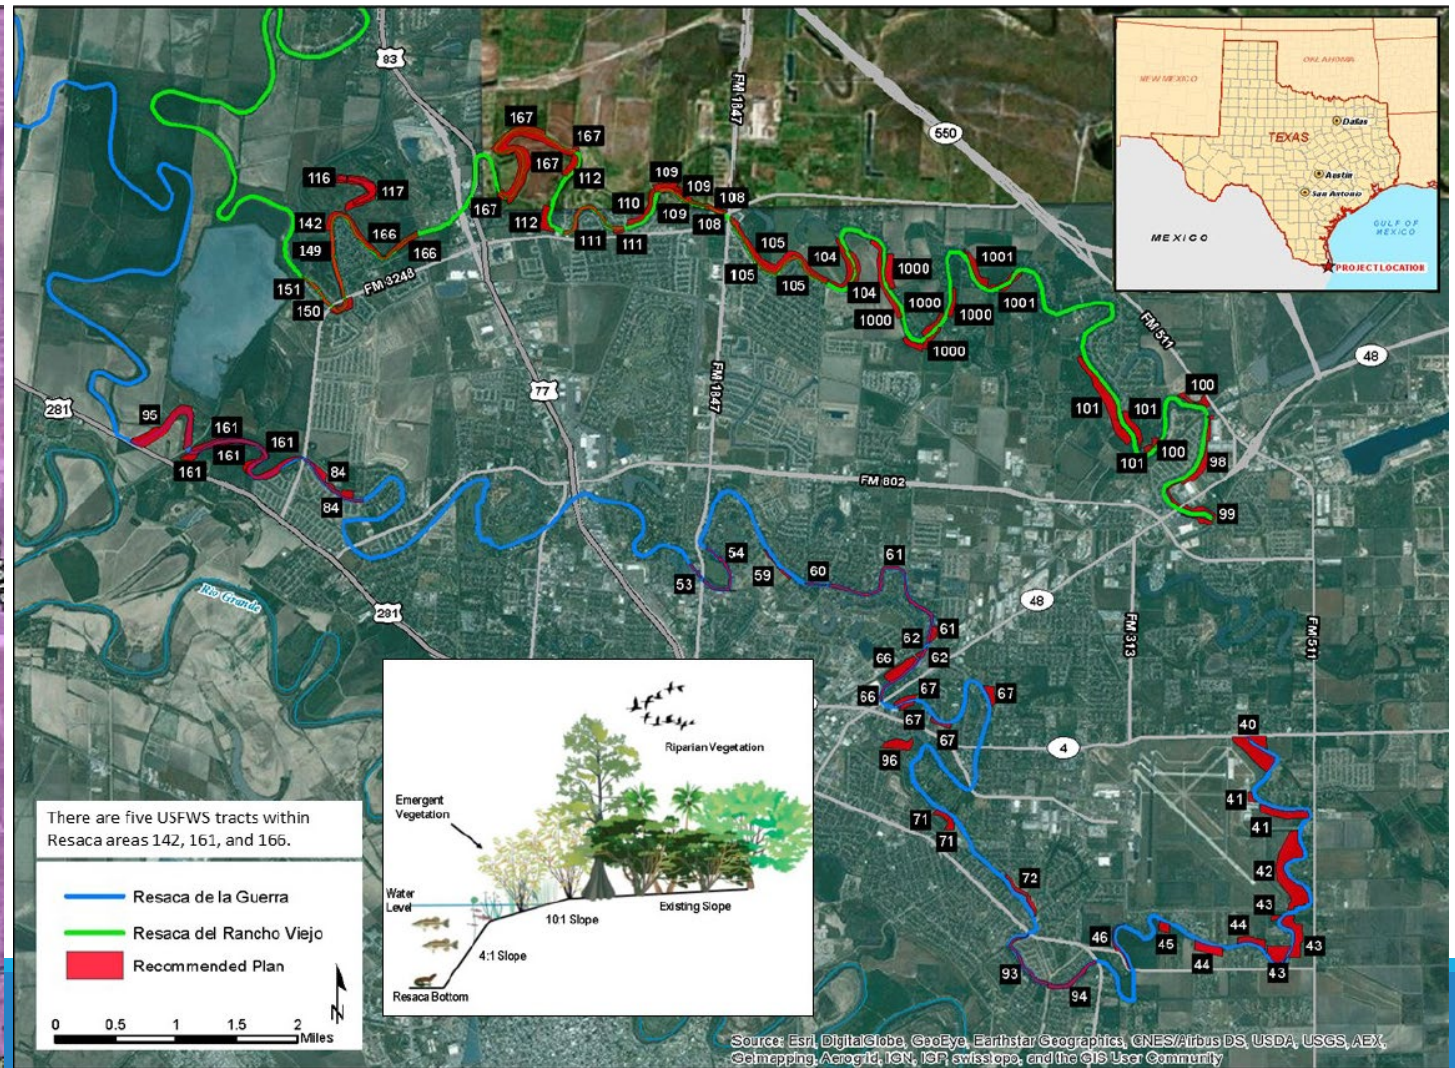 83
FM 1847
550
NEW MEXICO
OKLAHOMA
TEXAS
Dallas
Austin
San Antonio
MEXICO
GULF OF
MEXICO
PROJECT LOCATION
167
167
167
167
116
117
112
112
109
109
109
110
108
108
142
166
166
149
111
111
151
150
FM 3248
105
105
105
104
104
1000
1000
1000
1000
1000
1001
1001
FM 511
48
281
77
FM 1847
95
161
161
161
161
84
84
101
101
101
100
100
98
99
FM 802
54
53
59
60
61
61
62
62
48
FM 313
FM 511
Rio Grande
281
66
66
67
67
67
67
96
4
40
41
41
42
43
43
43
44
44
45
46
71
71
72
93
94
Riparian Vegetation
Emergent
Vegetation
Water
Level
10:1 Slope
Existing Slope
4:1 Slope
Resaca Bottom
There are five USFWS tracts within
Resaca areas 142, 161, and 166.
Resaca de la Guerra
Resaca del Rancho Viejo
Recommended Plan
N
0 0.5 1 1.5 2
Miles
Source: Esri, DigitalGlobe, GeoEye, Earthstar Geographics, CNES/Airbus DS, USDA, USGS, AEX,
Getmapping, Aerogrid, IGN, IGP, swisstopo, and the GIS User Community